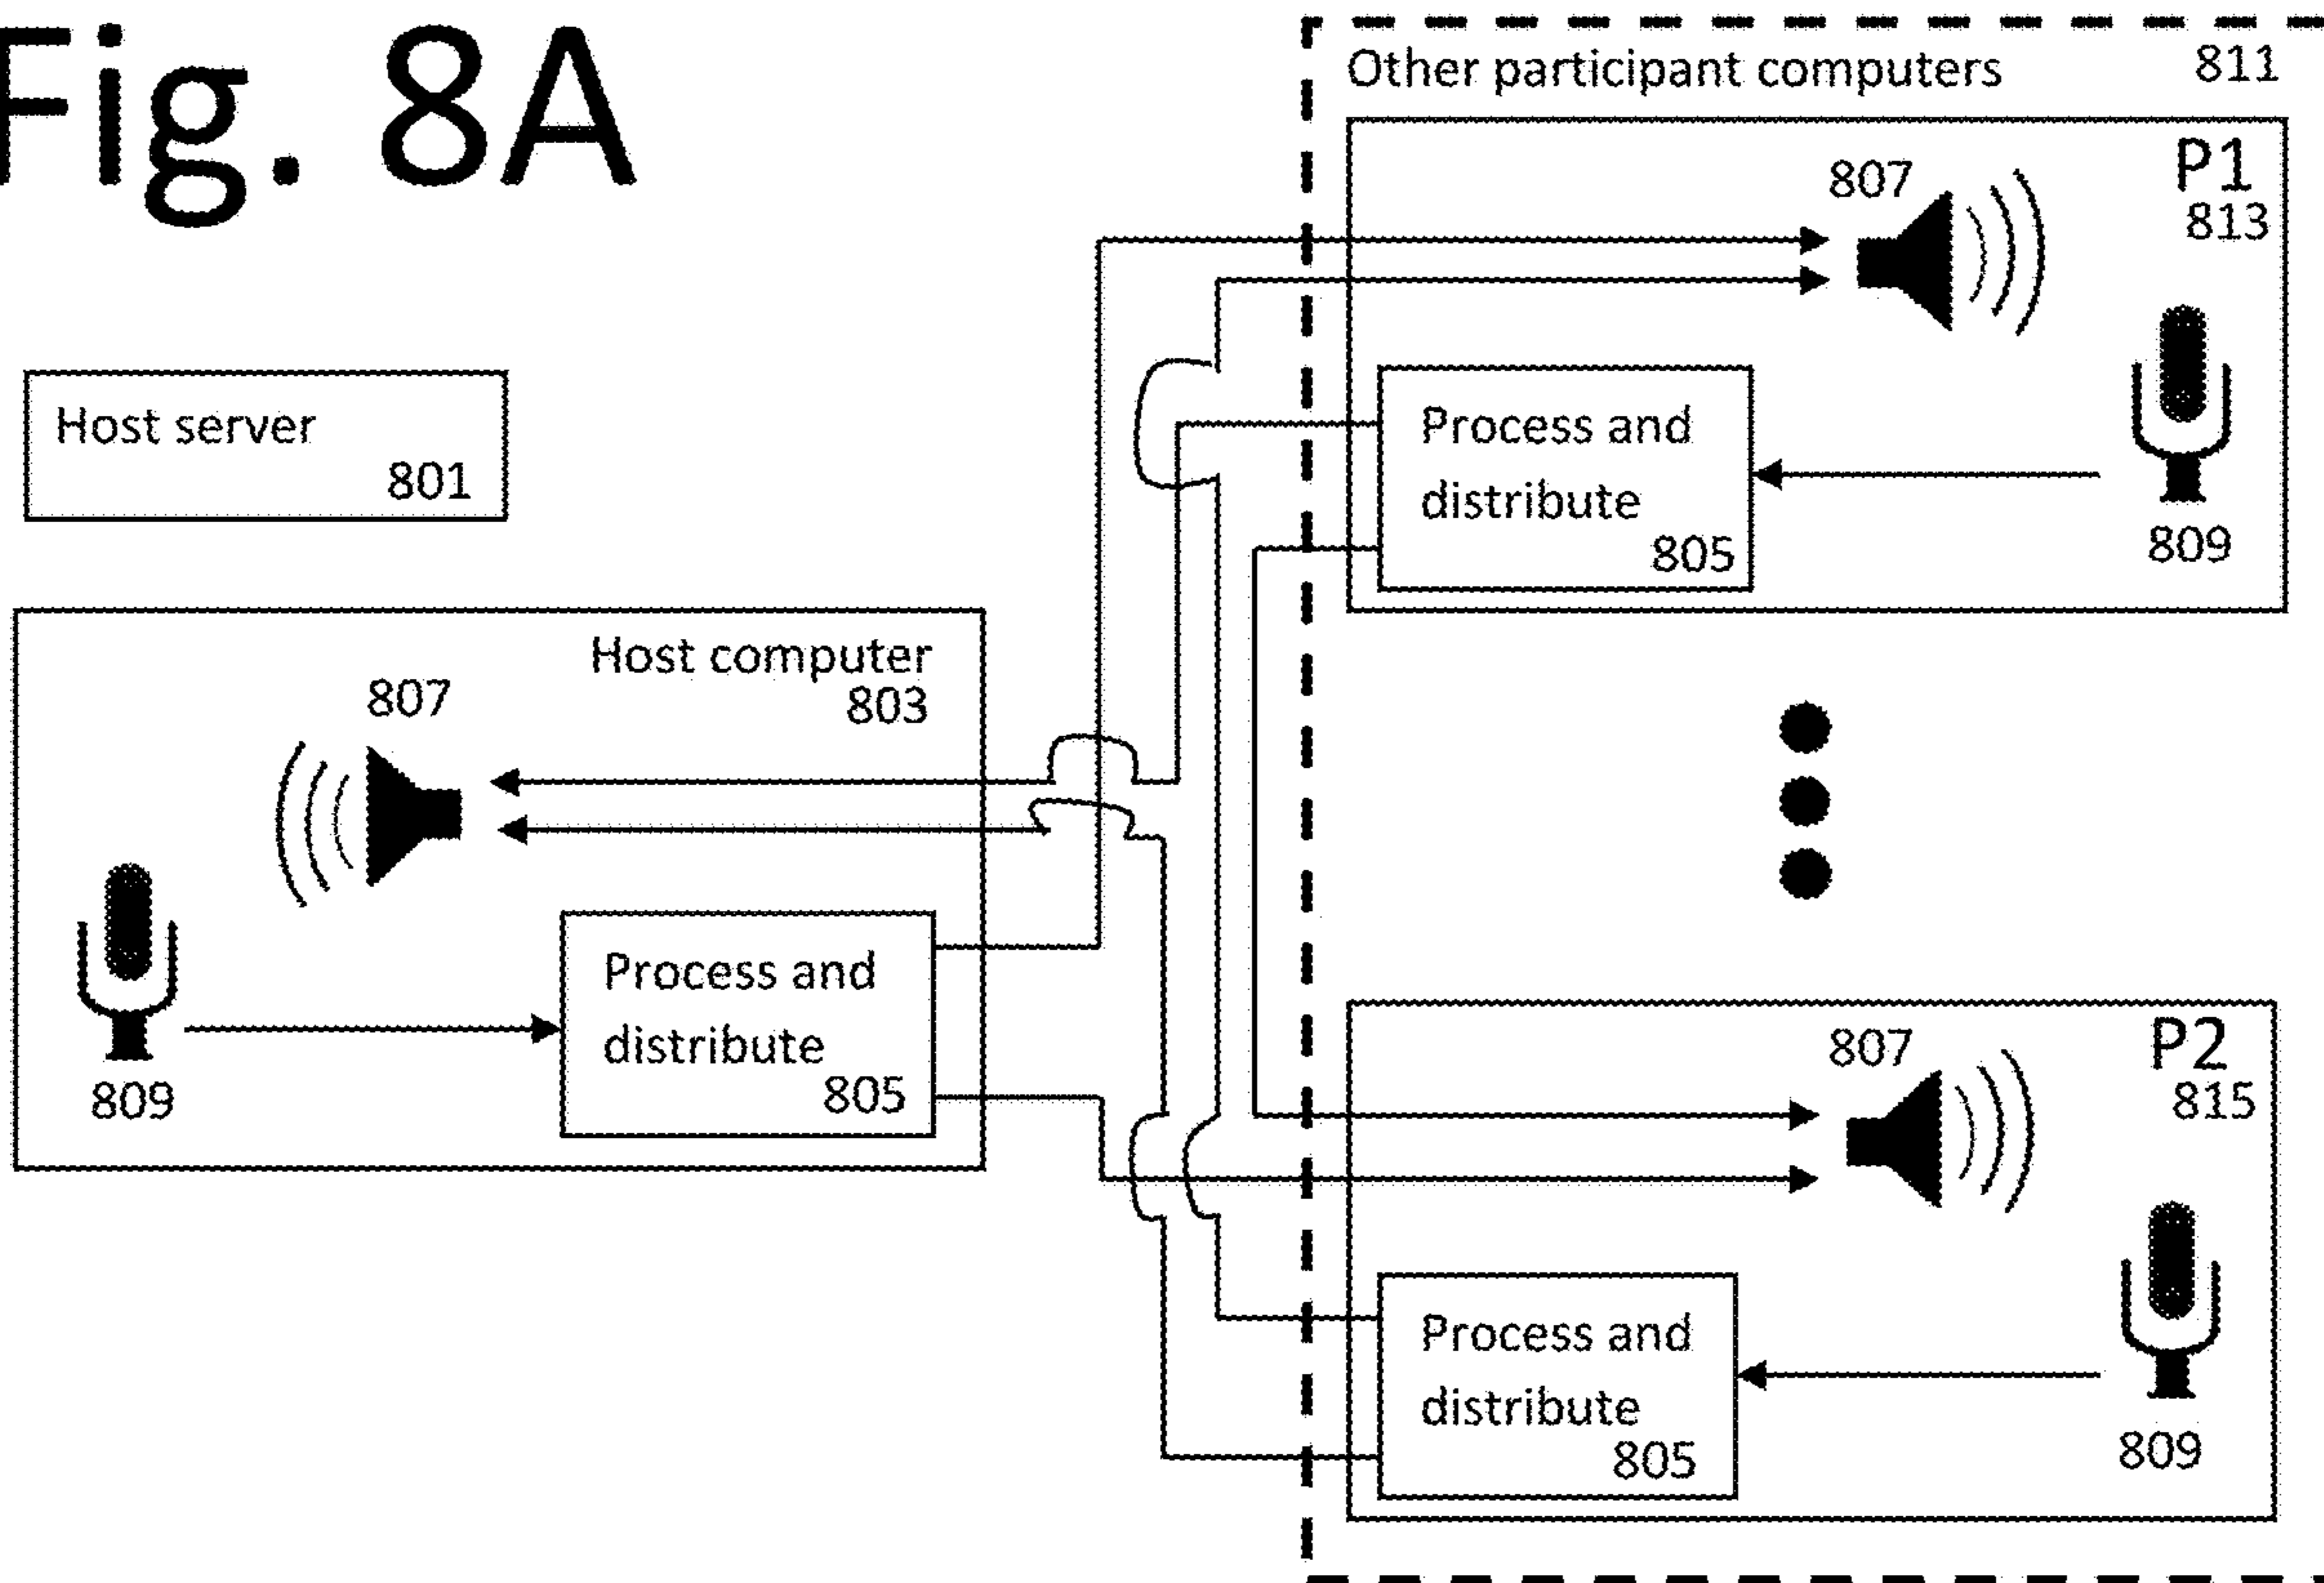 Fig. 8A
Other participant computers 811
P1
807
813
Host server
801
Process and
distribute
805
809
Host computer
803
807
Process and
distribute
805
809
P2
807
815
Process and
distribute
805
809